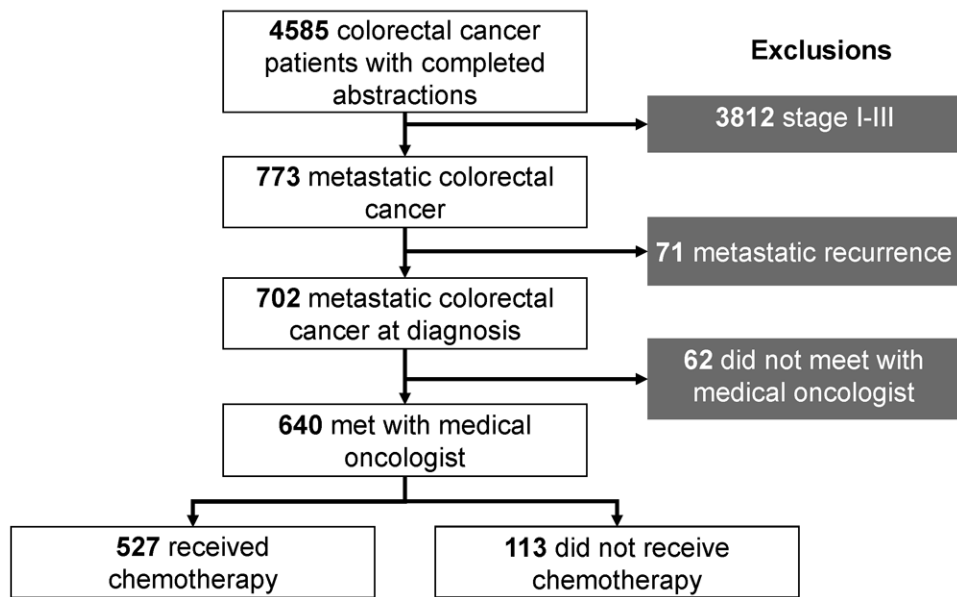 4585 colorectal cancer
patients with completed
abstractions
Exclusions
3812 stage I-III
773 metastatic colorectal
cancer
71 metastatic recurrence
702 metastatic colorectal
cancer at diagnosis
62 did not meet with
medical oncologist
640 met with medical
oncologist
527 received
chemotherapy
113 did not receive
chemotherapy